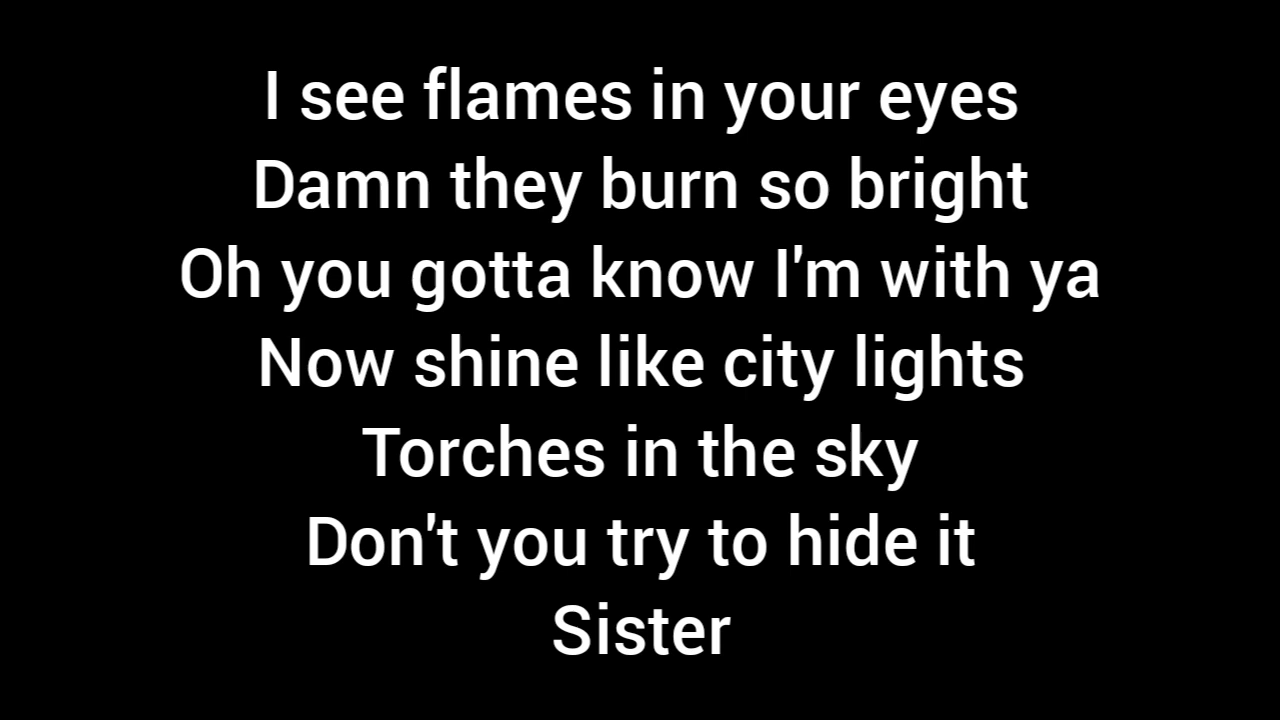 I see flames in your eyes
Damn they burn so bright
Oh you gotta know I'm with ya
Now shine like city lights
Torches in the sky
Don't you try to hide it
Sister